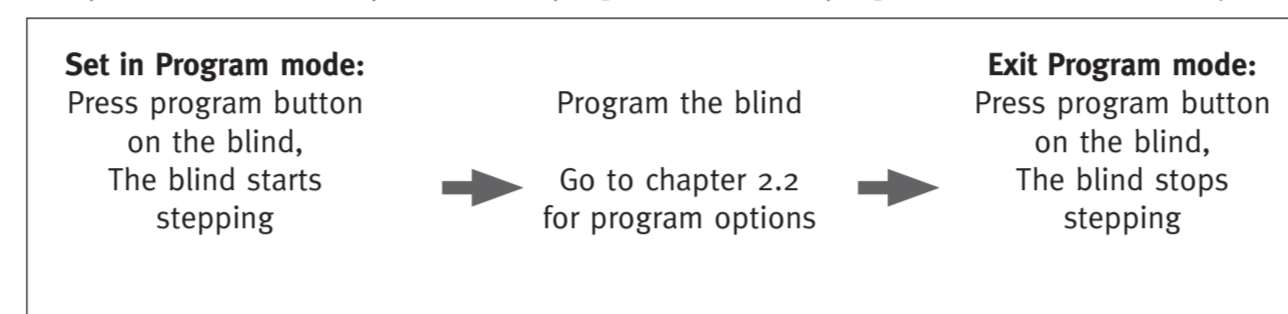 Set in Program mode:
Press program button
on the blind,
The blind starts
stepping
Program the blind
Go to chapter 2.2
for program options
Exit Program mode:
Press program button
on the blind,
The blind stops
stepping